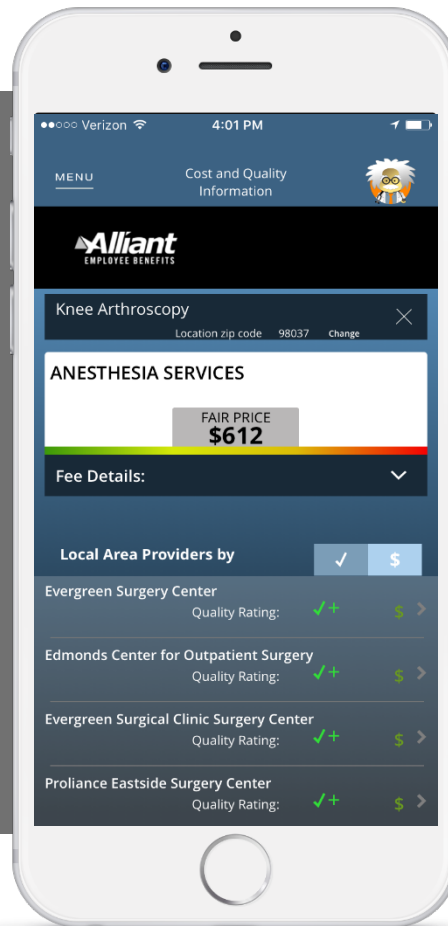 Verizon 4:01 PM
MENU
Cost and Quality
Information
Alliant
EMPLOYEE BENEFITS
Knee Arthroscopy
Location zip code 98037 Change
ANESTHESIA SERVICES
FAIR PRICE
$612
Fee Details:
Local Area Providers by ✓ $
Evergreen Surgery Center
Quality Rating: ✓+ $ >
Edmonds Center for Outpatient Surgery
Quality Rating: ✓+ $ >
Evergreen Surgical Clinic Surgery Center
Quality Rating: ✓+ $ >
Proliance Eastside Surgery Center
Quality Rating: ✓+ $ >